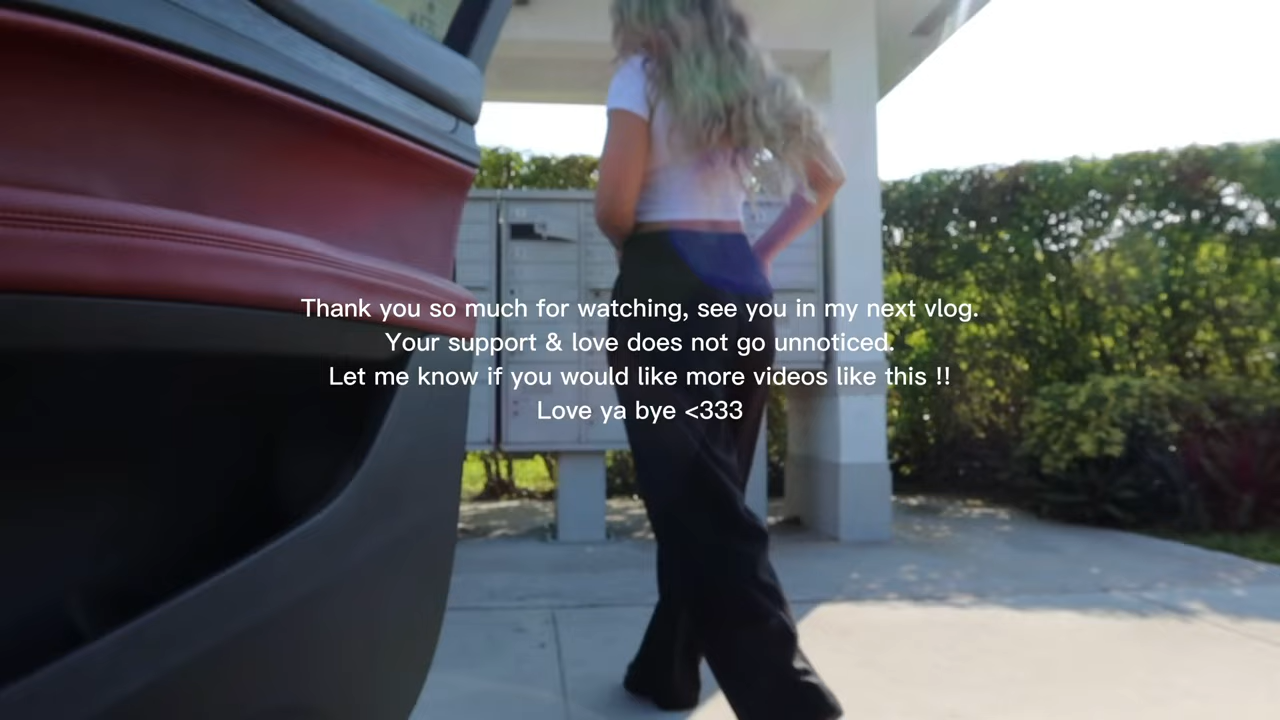 Thank you so much for watching, see you in my next vlog.
Your support & love does not go unnoticed.
Let me know if you would like more videos like this !!
Love ya bye <333